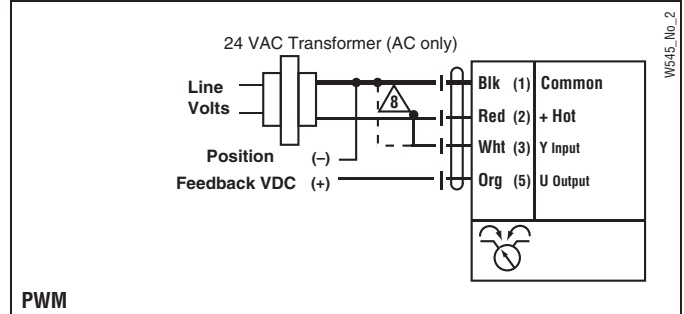 W545_No_2
24 VAC Transformer (AC only)
Line
Volts
8
Blk (1) Common
Red (2) + Hot
Wht (3) Y Input
Org (5) U Output
Position (–)
Feedback VDC (+)
PWM